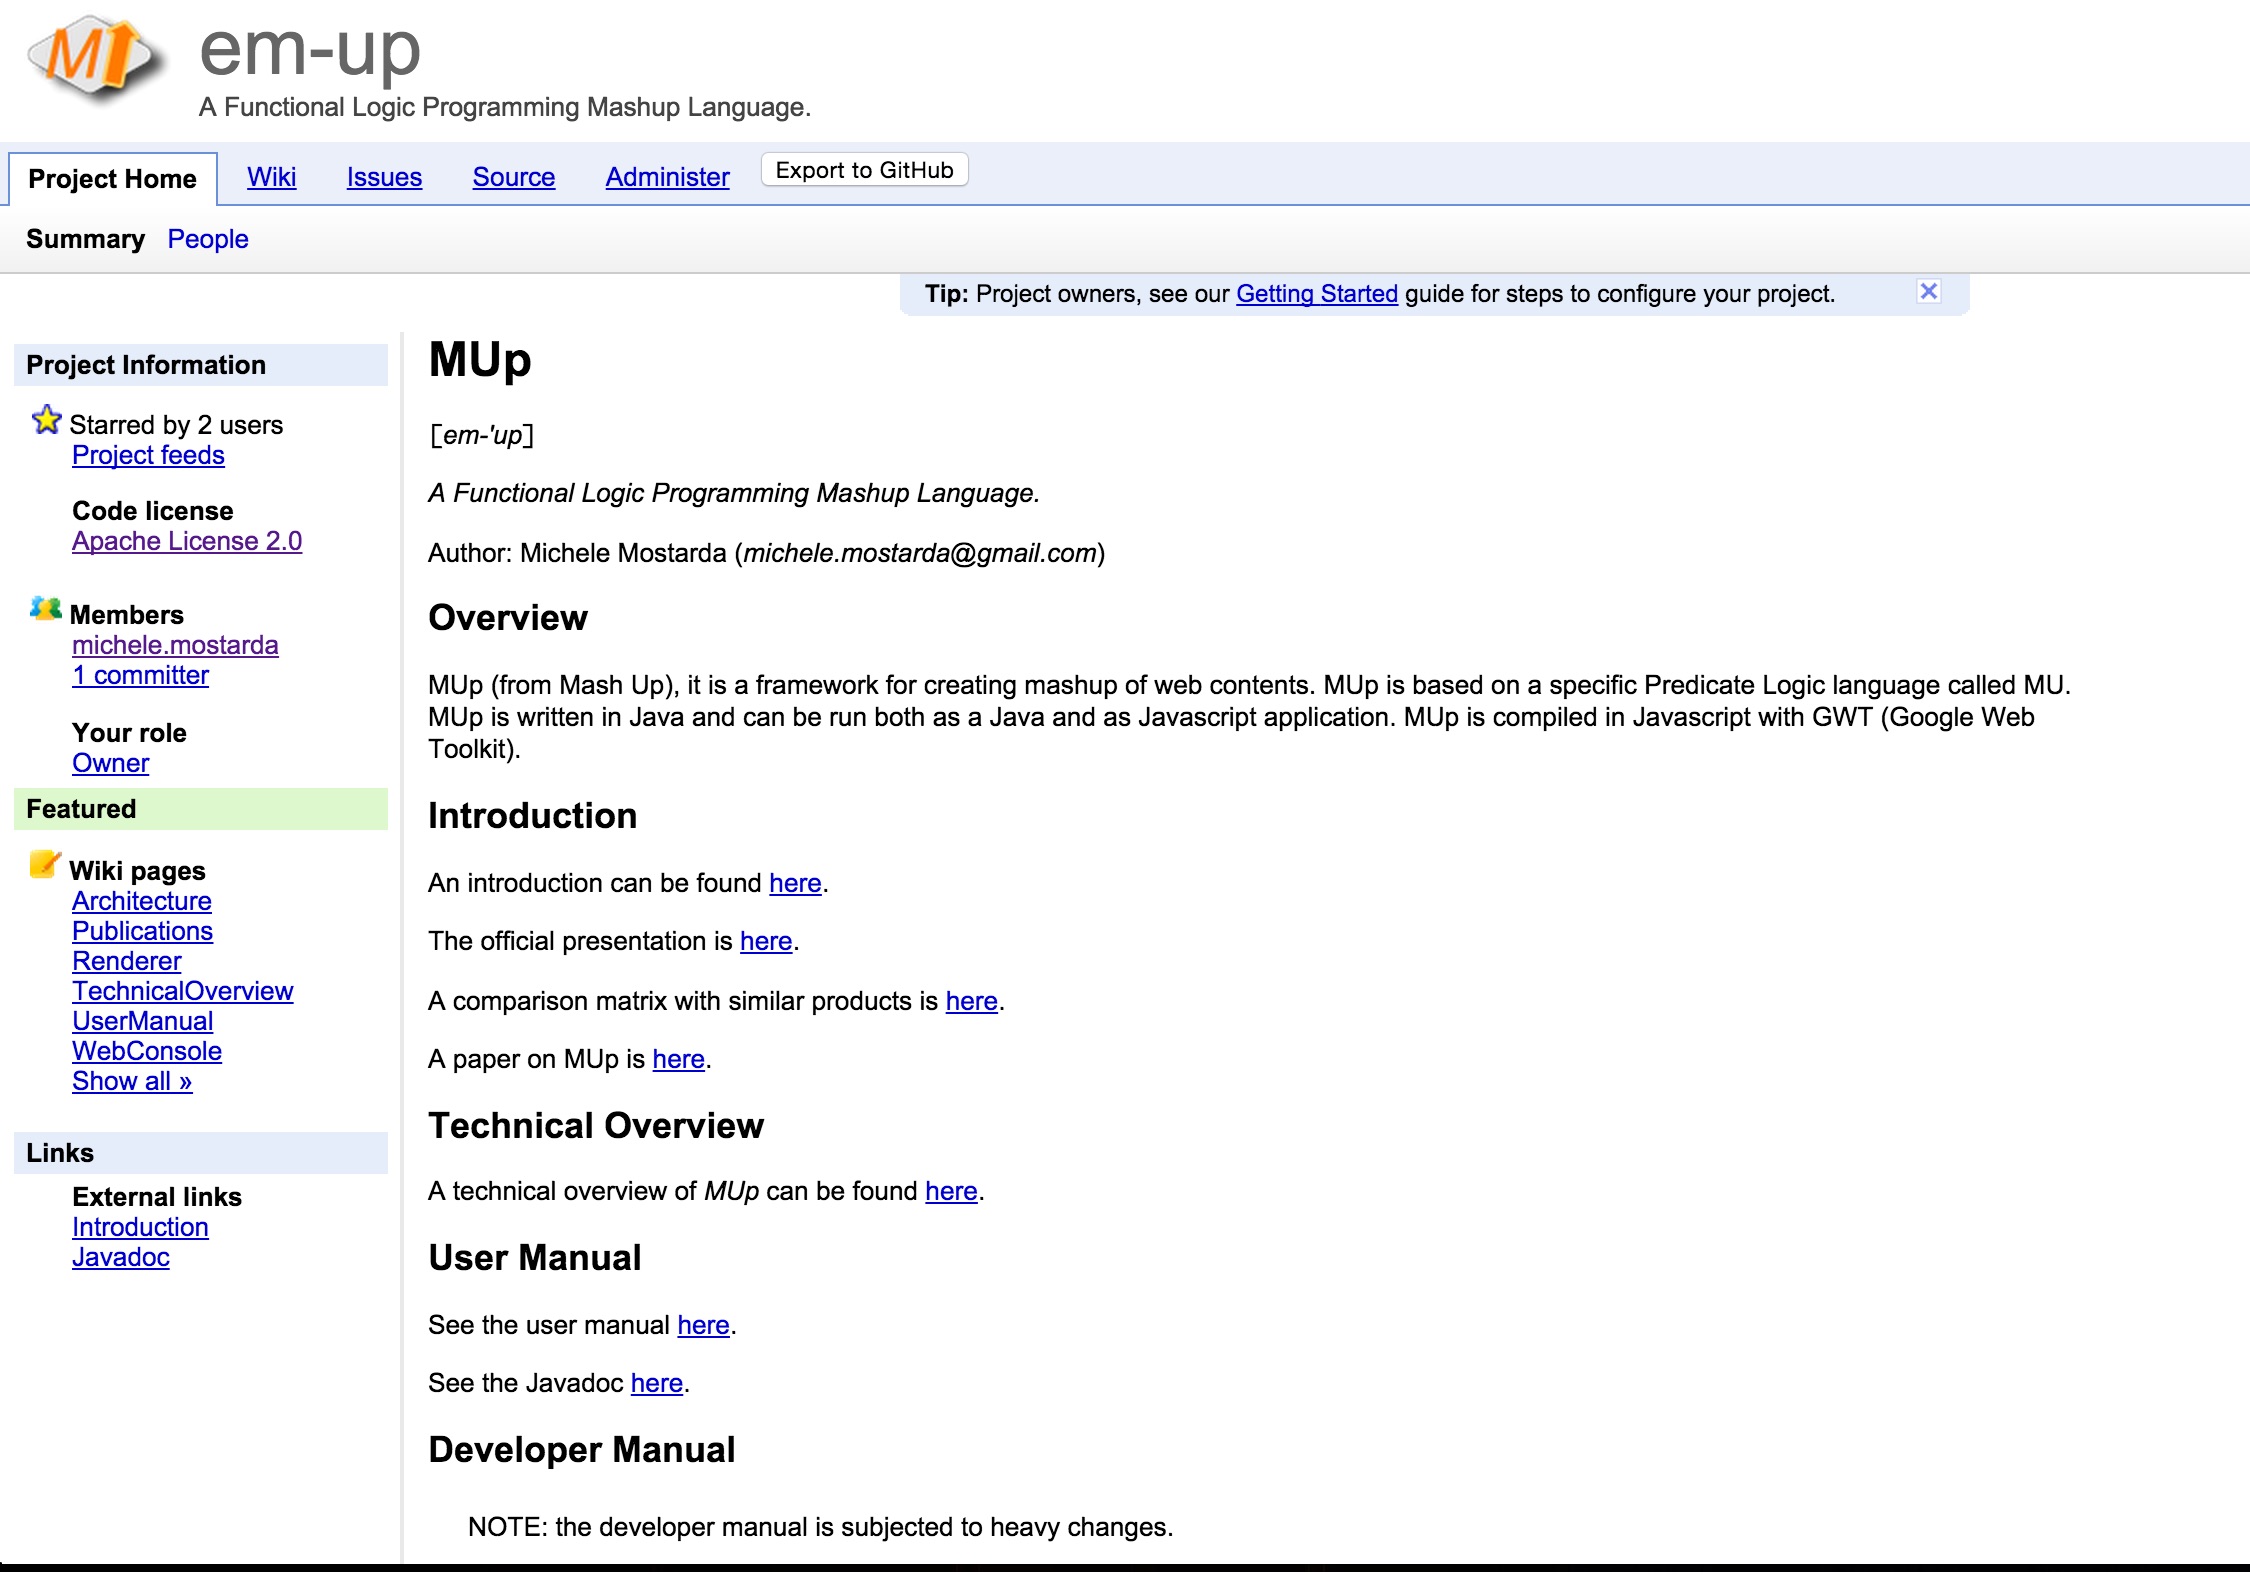 em-up
A Functional Logic Programming Mashup Language.
Project Home Wiki Issues Source Administer Export to GitHub
Summary People
Tip: Project owners, see our Getting Started guide for steps to configure your project.
Project Information
Starred by 2 users
Project feeds
Code license
Apache License 2.0
Members
michele.mostarda
1 committer
Your role
Owner
Featured
Wiki pages
Architecture
Publications
Renderer
TechnicalOverview
UserManual
WebConsole
Show all »
Links
External links
Introduction
Javadoc
MUp
[em-'up]
A Functional Logic Programming Mashup Language.
Author: Michele Mostarda (michele.mostarda@gmail.com)
Overview
MUp (from Mash Up), it is a framework for creating mashup of web contents. MUp is based on a specific Predicate Logic language called MU.
MUp is written in Java and can be run both as a Java and as Javascript application. MUp is compiled in Javascript with GWT (Google Web
Toolkit).
Introduction
An introduction can be found here.
The official presentation is here.
A comparison matrix with similar products is here.
A paper on MUp is here.
Technical Overview
A technical overview of MUp can be found here.
User Manual
See the user manual here.
See the Javadoc here.
Developer Manual
NOTE: the developer manual is subjected to heavy changes.